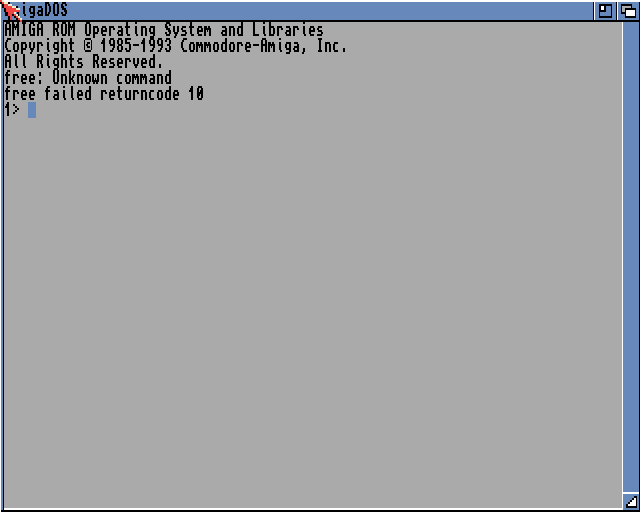 igaDOS
AMIGA ROM Operating System and Libraries
Copyright © 1985-1993 Commodore-Amiga, Inc.
All Rights Reserved.
free: Unknown command
free failed returncode 10
1>